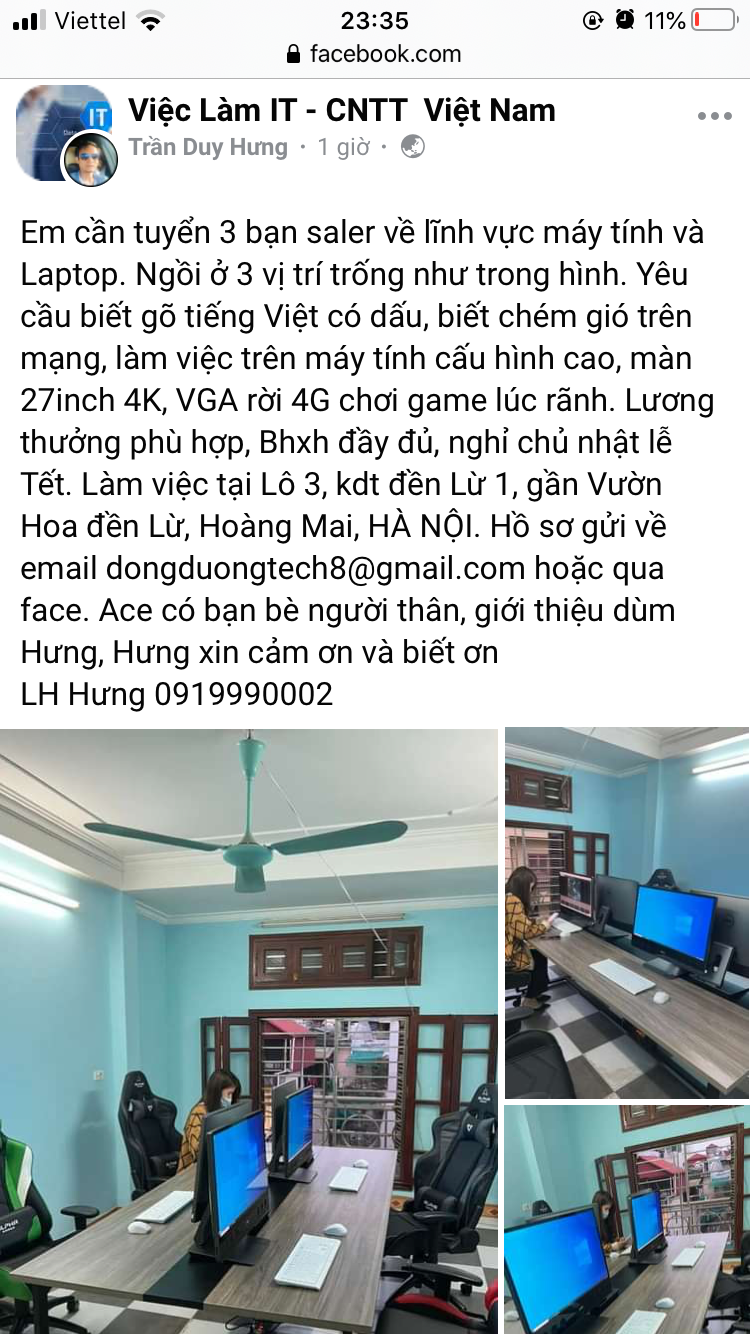 Viettel 23:35 11%
facebook.com
IT
Việc Làm IT - CNTT Việt Nam
Trần Duy Hưng · 1 giờ ·
Em cần tuyển 3 bạn saler về lĩnh vực máy tính và
Laptop. Ngồi ở 3 vị trí trống như trong hình. Yêu
cầu biết gõ tiếng Việt có dấu, biết chém gió trên
mạng, làm việc trên máy tính cấu hình cao, màn
27inch 4K, VGA rời 4G chơi game lúc rãnh. Lương
thưởng phù hợp, Bhxh đầy đủ, nghỉ chủ nhật lễ
Tết. Làm việc tại Lô 3, kdt đền Lừ 1, gần Vườn
Hoa đền Lừ, Hoàng Mai, HÀ NỘI. Hồ sơ gửi về
email dongduongtech8@gmail.com hoặc qua
face. Ace có bạn bè người thân, giới thiệu dùm
Hưng, Hưng xin cảm ơn và biết ơn
LH Hưng 0919990002